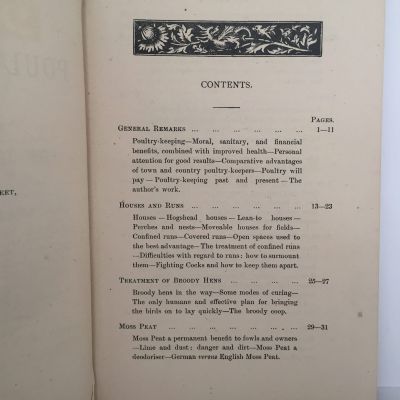 POULT
EET,
CONTENTS.
PAGES.
GENERAL REMARKS ... ... ... ... ... ... 1—11
Poultry-keeping—Moral, sanitary, and financial
benefits, combined with improved health—Personal
attention for good results—Comparative advantages
of town and country poultry-keepers—Poultry will
pay—Poultry-keeping past and present—The
author's work.
HOUSES AND RUNS ... ... ... ... ... ... 13—23
Houses—Hogshead houses—Lean-to houses—
Perches and nests—Moveable houses for fields—
Confined runs—Covered runs—Open spaces used to
the best advantage—The treatment of confined runs
—Difficulties with regard to runs: how to surmount
them—Fighting Cocks and how to keep them apart.
TREATMENT OF BROODY HENS ... ... ... ... 25—27
Broody hens in the way—Some modes of curing—
The only humane and effective plan for bringing
the birds on to lay quickly—The broody coop.
MOSS PEAT ... ... ... ... ... ... ... 29—31
Moss Peat a permanent benefit to fowls and owners
—Lime and dust: danger and dirt—Moss Peat a
deodoriser—German versus English Moss Peat.